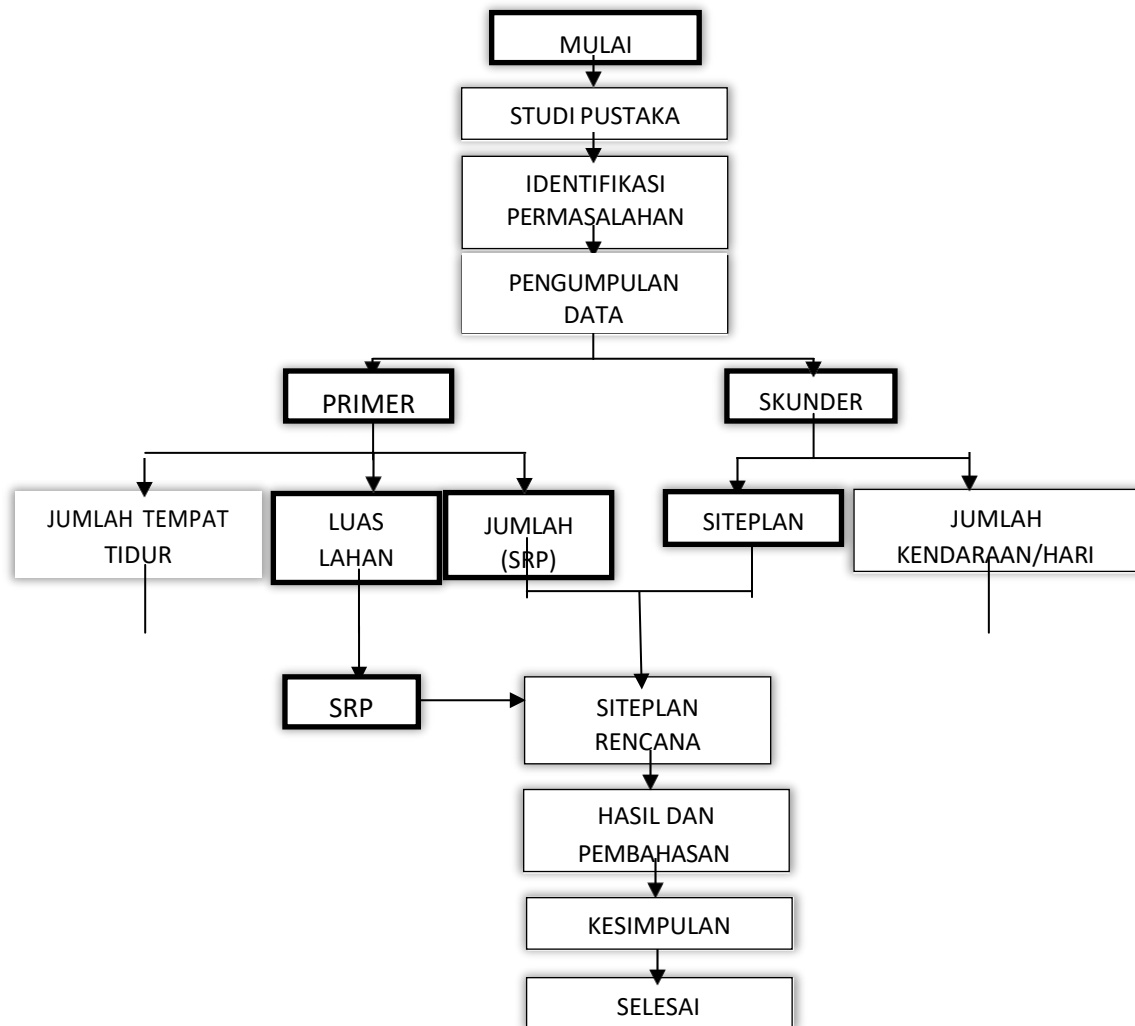 MULAI
STUDI PUSTAKA
IDENTIFIKASI
PERMASALAHAN
PENGUMPULAN
DATA
PRIMER
SKUNDER
JUMLAH TEMPAT
TIDUR
LUAS
LAHAN
JUMLAH
(SRP)
SITEPLAN
JUMLAH
KENDARAAN/HARI
SRP
SITEPLAN
RENCANA
HASIL DAN
PEMBAHASAN
KESIMPULAN
SELESAI